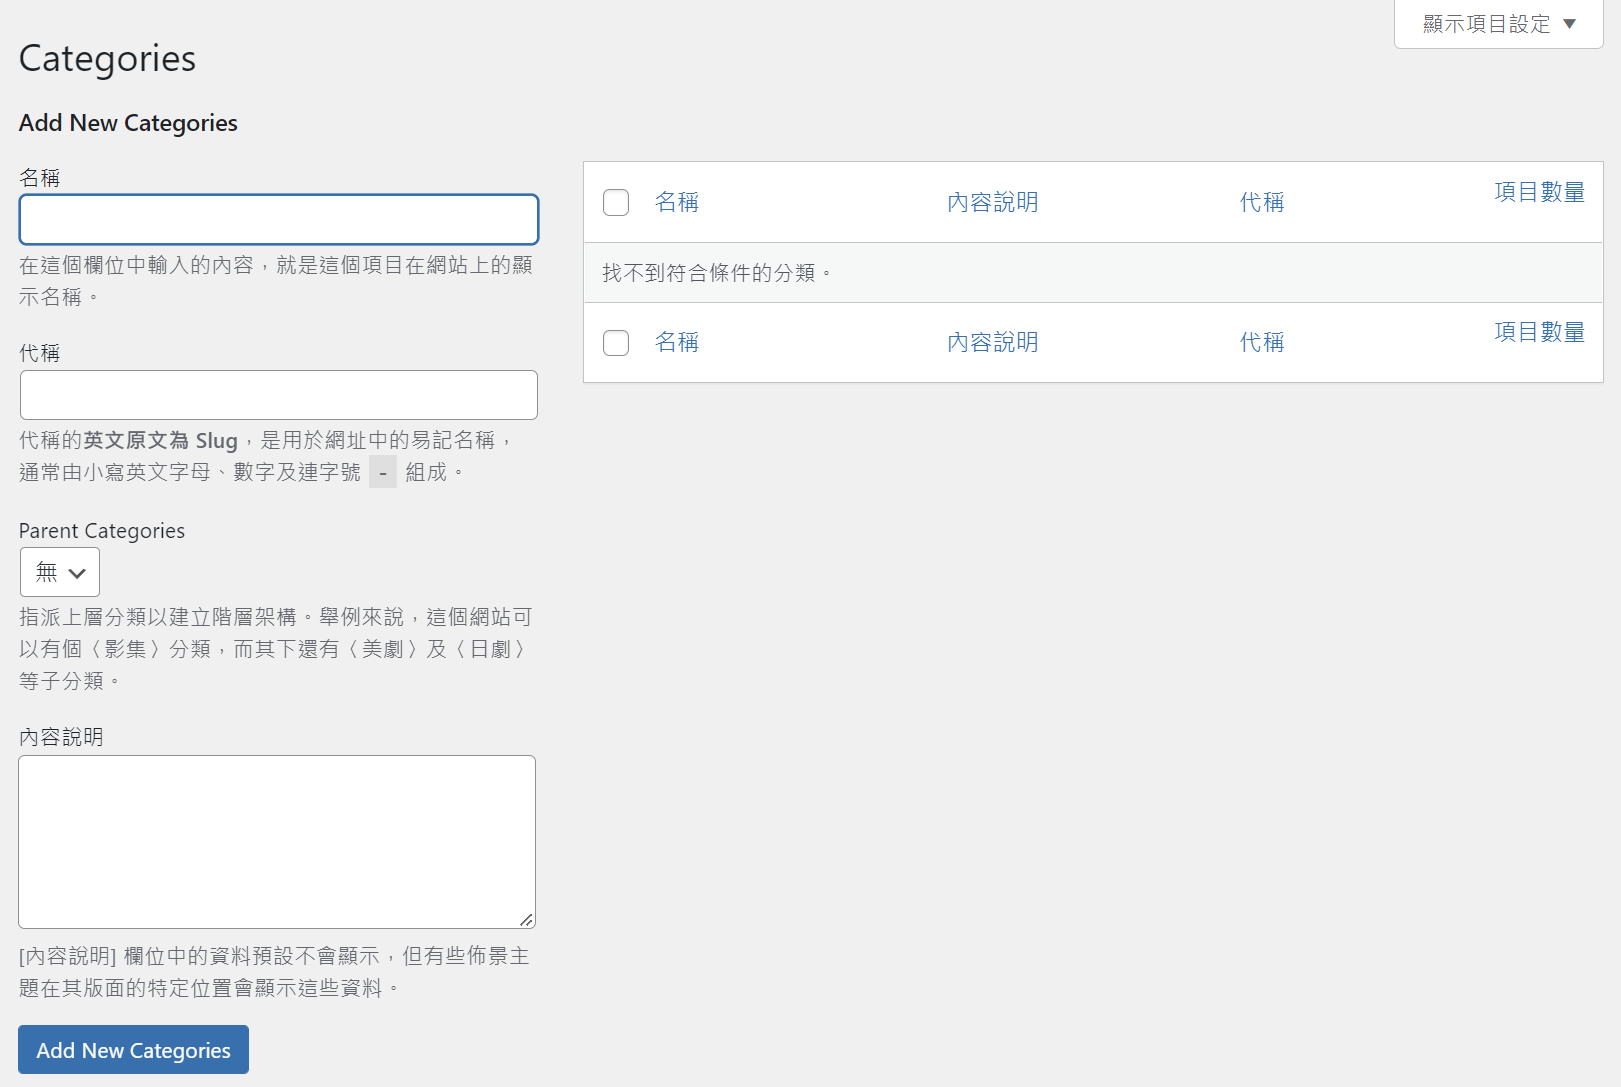 顯示項目設定 ▼
Categories
Add New Categories
名稱
在這個欄位中輸入的內容，就是這個項目在網站上的顯
示名稱。
代稱
代稱的英文原文為 Slug，是用於網址中的易記名稱，
通常由小寫英文字母、數字及連字號 - 組成。
Parent Categories
無
指派上層分類以建立階層架構。舉例來說，這個網站可
以有個〈影集〉分類，而其下還有〈美劇〉及〈日劇〉
等子分類。
內容說明
[內容說明] 欄位中的資料預設不會顯示，但有些佈景主
題在其版面的特定位置會顯示這些資料。
Add New Categories
名稱 內容說明 代稱 項目數量
找不到符合條件的分類。
名稱 內容說明 代稱 項目數量